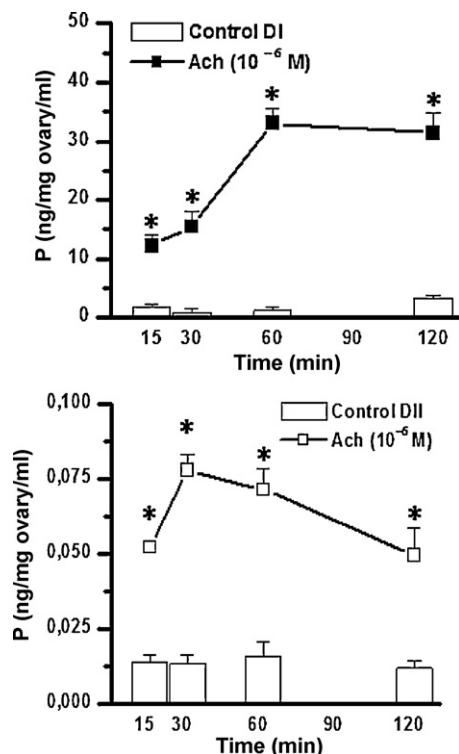 50
Control DI
Ach (10⁻⁶ M)
40
30
20
10
0
P (ng/mg ovary/ml)
* * * *
15 30 60 90 120
Time (min)
0,100
Control DII
Ach (10⁻⁶ M)
0,075
0,050
0,025
0,000
P (ng/mg ovary/ml)
* * * *
15 30 60 90 120
Time (min)